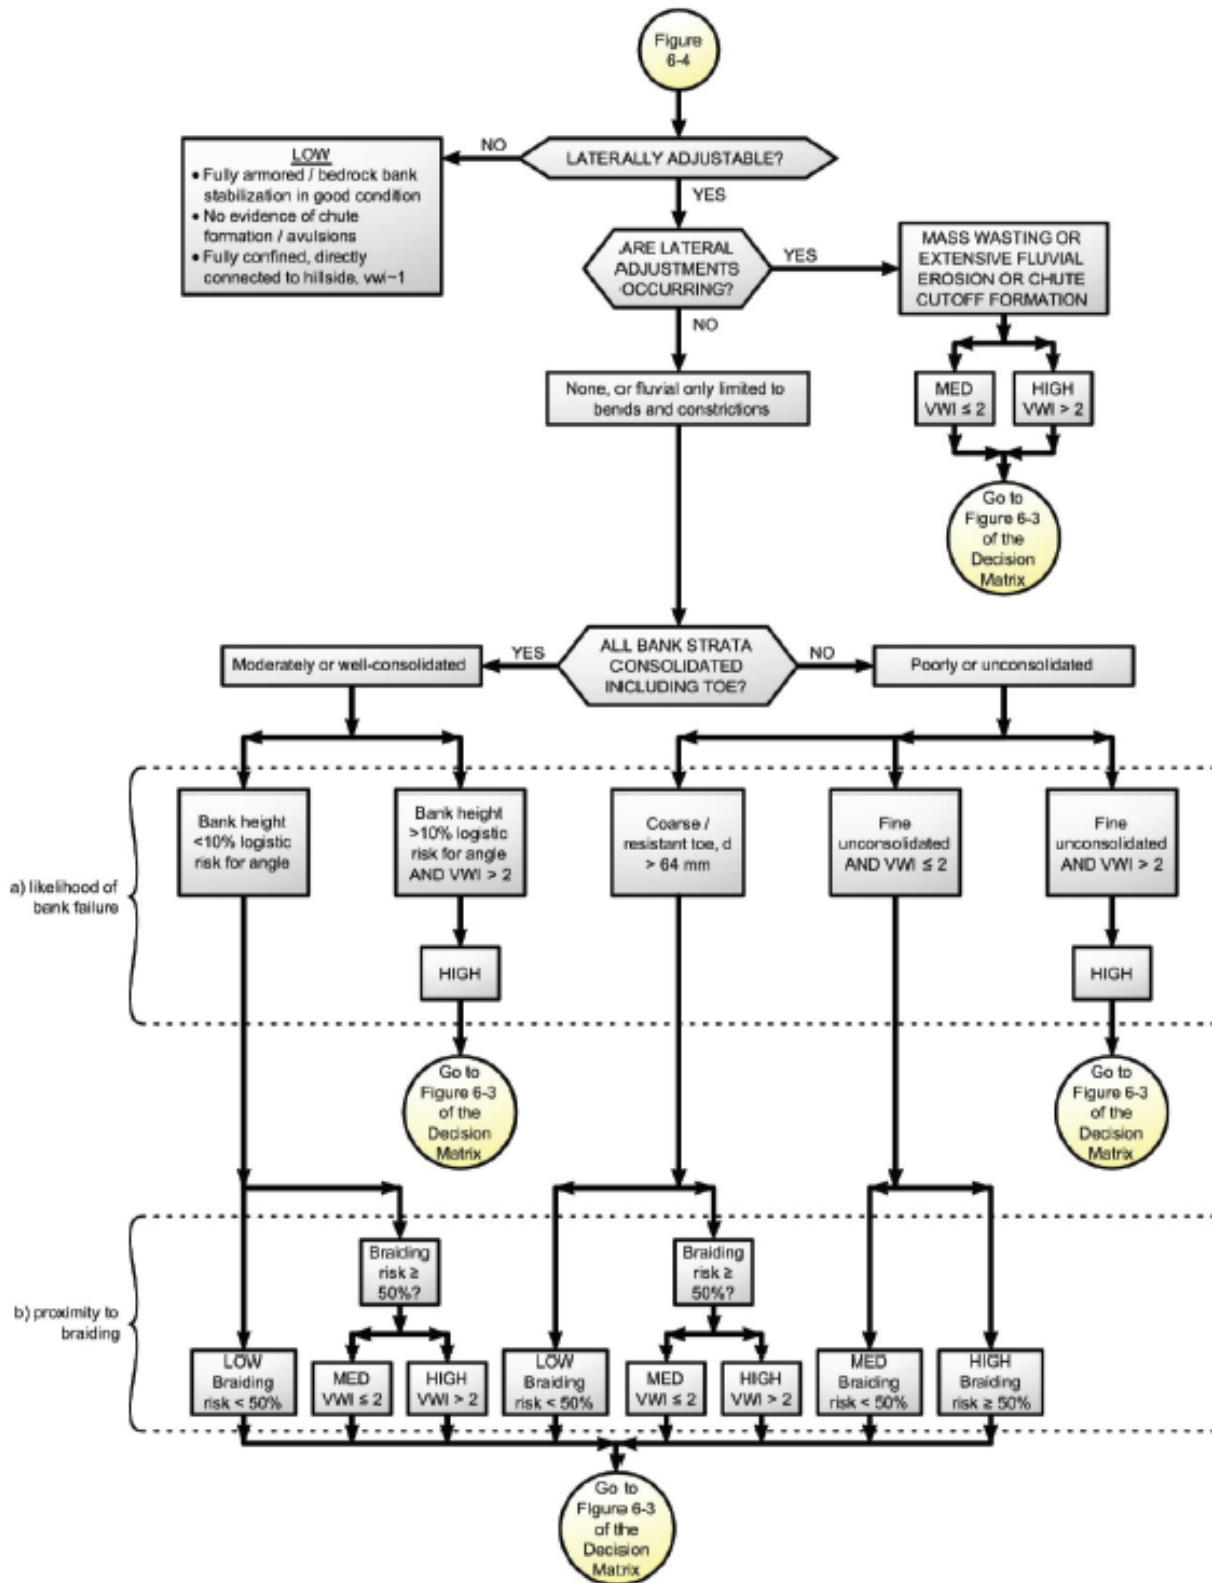 Figure
6-4
LATERALLY ADJUSTABLE?
NO
YES
LOW
• Fully armored / bedrock bank
stabilization in good condition
• No evidence of chute
formation / avulsions
• Fully confined, directly
connected to hillside, vwi~1
ARE LATERAL
ADJUSTMENTS
OCCURRING?
YES
NO
MASS WASTING OR
EXTENSIVE FLUVIAL
EROSION OR CHUTE
CUTOFF FORMATION
MED
VWI ≤ 2
HIGH
VWI > 2
Go to
Figure 6-3
of the
Decision
Matrix
None, or fluvial only limited to
bends and constrictions
ALL BANK STRATA
CONSOLIDATED
INCLUDING TOE?
YES
NO
Moderately or well-consolidated
Poorly or unconsolidated
a) likelihood of
bank failure
Bank height
<10% logistic
risk for angle
Bank height
>10% logistic
risk for angle
AND VWI > 2
Coarse /
resistant toe, d
> 64 mm
Fine
unconsolidated
AND VWI ≤ 2
Fine
unconsolidated
AND VWI > 2
HIGH
HIGH
Go to
Figure 6-3
of the
Decision
Matrix
Go to
Figure 6-3
of the
Decision
Matrix
b) proximity to
braiding
Braiding
risk ≥
50%?
Braiding
risk ≥
50%?
LOW
Braiding
risk < 50%
MED
VWI ≤ 2
HIGH
VWI > 2
LOW
Braiding
risk < 50%
MED
VWI ≤ 2
HIGH
VWI > 2
MED
Braiding
risk < 50%
HIGH
Braiding
risk ≥ 50%
Go to
Figure 6-3
of the
Decision
Matrix